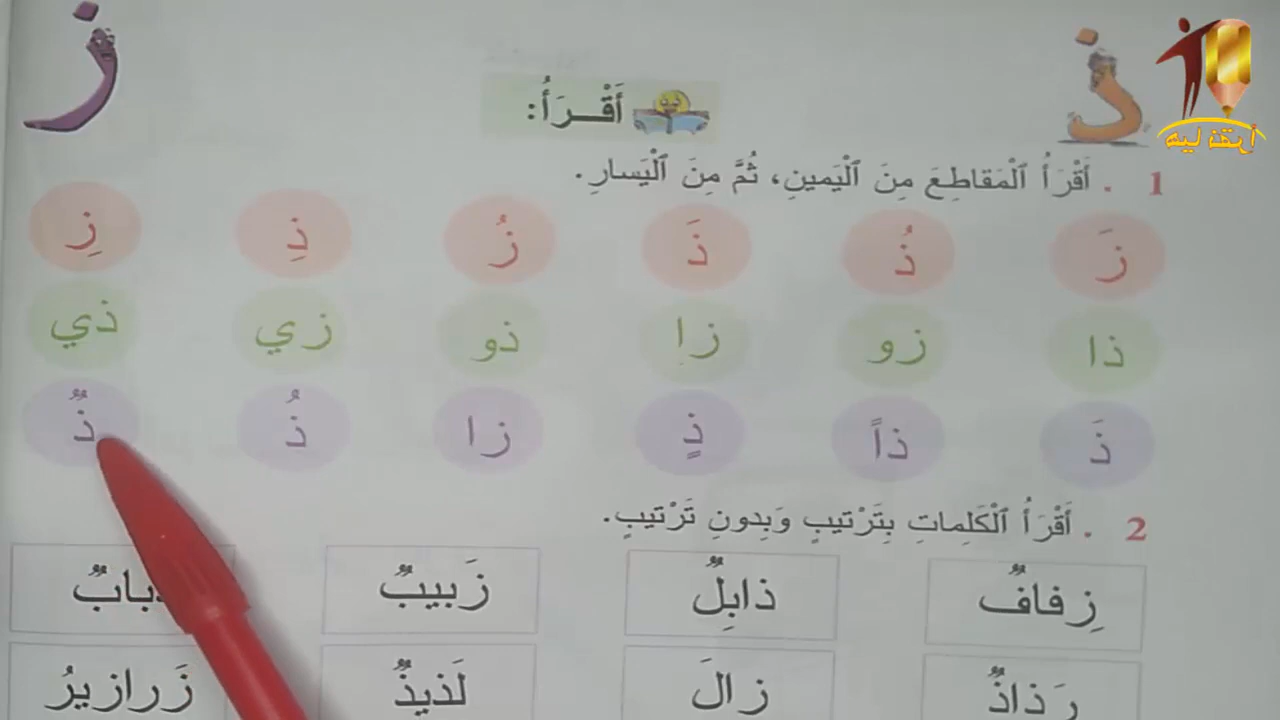 ذ ز
أَقْـرَأُ:
1 . أَقْرَأُ ٱلْمَقاطِعَ مِنَ ٱلْيَمينِ، ثُمَّ مِنَ ٱلْيَسارِ.
زَ ذُ ذَ زُ ذِ زِ
ذا زو زا ذو زي ذي
ذَ ذاً ذٍ زا ذُ ذٌ
2 . أَقْرَأُ ٱلْكَلِماتِ بِتَرْتيبٍ وَبِدونِ تَرْتيبٍ.
زِفافٌ ذابِلٌ زَبيبٌ
رَذاذٌ زالَ لَذيذٌ زَرازيرُ